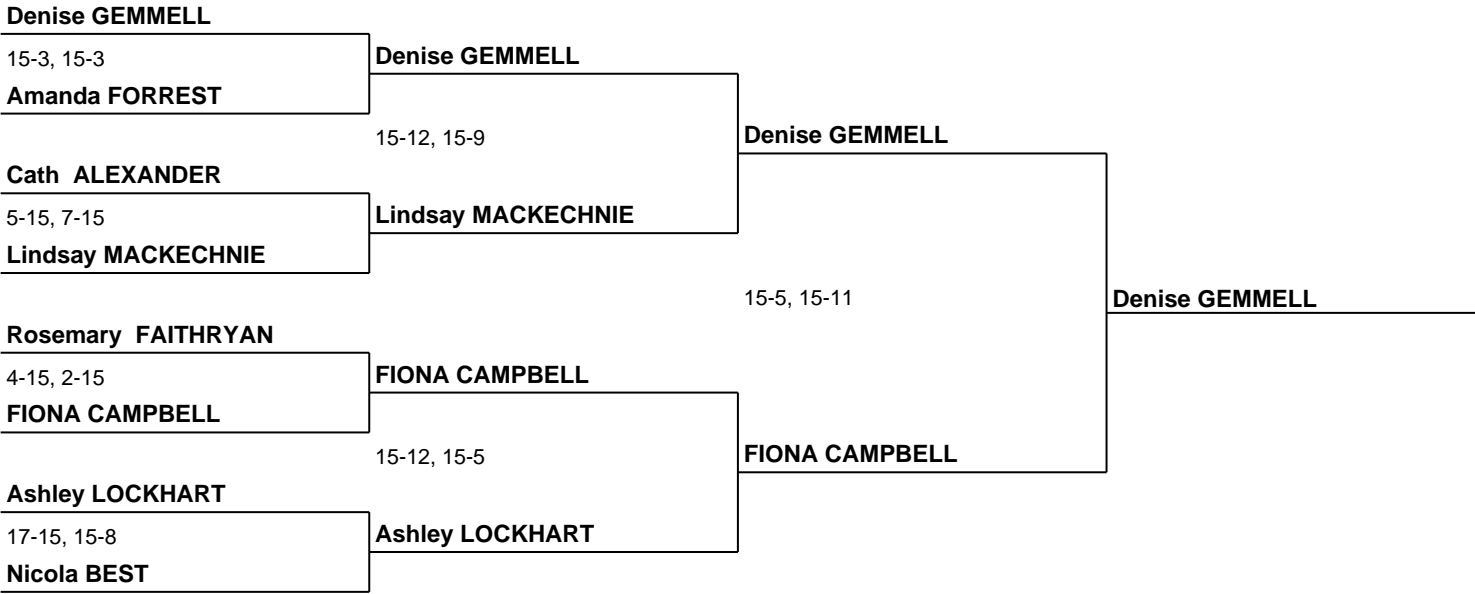 Denise GEMMELL
15-3, 15-3
Denise GEMMELL
Amanda FORREST
15-12, 15-9
Denise GEMMELL
Cath  ALEXANDER
5-15, 7-15
Lindsay MACKECHNIE
Lindsay MACKECHNIE
15-5, 15-11
Denise GEMMELL
Rosemary  FAITHRYAN
4-15, 2-15
FIONA CAMPBELL
FIONA CAMPBELL
15-12, 15-5
FIONA CAMPBELL
Ashley LOCKHART
17-15, 15-8
Ashley LOCKHART
Nicola BEST